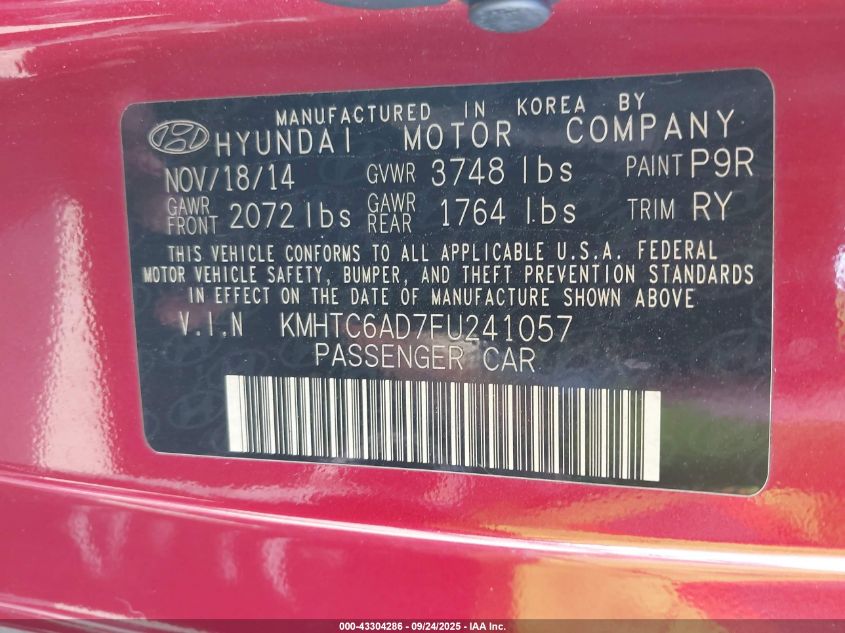 MANUFACTURED IN KOREA BY
HYUNDAI MOTOR COMPANY
NOV/18/14 GVWR 3748 lbs PAINT P9R
GAWR FRONT 2072 lbs GAWR REAR 1764 lbs TRIM RY
THIS VEHICLE CONFORMS TO ALL APPLICABLE U.S.A. FEDERAL
MOTOR VEHICLE SAFETY, BUMPER, AND THEFT PREVENTION STANDARDS
IN EFFECT ON THE DATE OF MANUFACTURE SHOWN ABOVE
V.I.N KMHTC6AD7FU241057
PASSENGER CAR
000-43304286 - 09/24/2025 - IAA Inc.